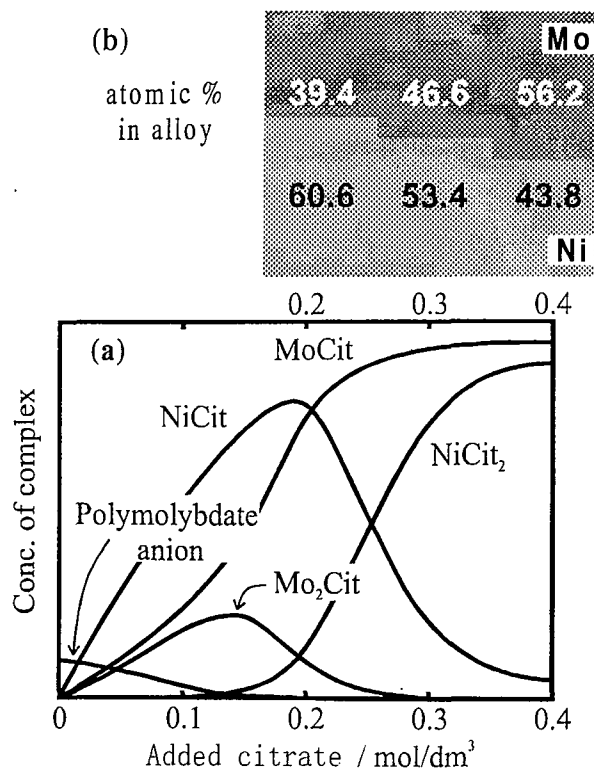 (b)
Mo
atomic %
in alloy
39.4 46.6 56.2
60.6 53.4 43.8
Ni
0.2 0.3 0.4
(a)
MoCit
NiCit
NiCit₂
Polymolybdate
anion
Mo₂Cit
Conc. of complex
0 0.1 0.2 0.3 0.4
Added citrate / mol/dm³